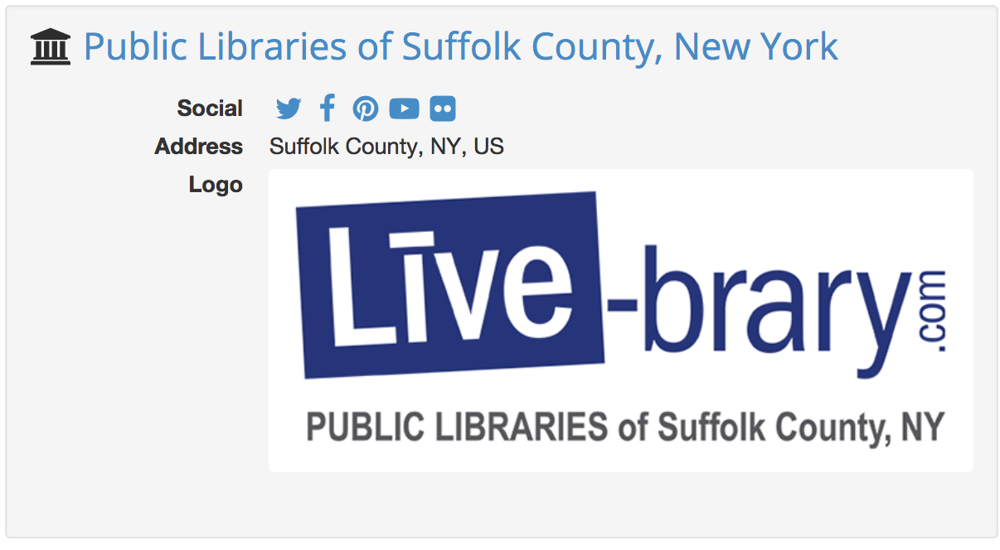 Public Libraries of Suffolk County, New York
Social
Address Suffolk County, NY, US
Logo
Līve-brary.com
PUBLIC LIBRARIES of Suffolk County, NY